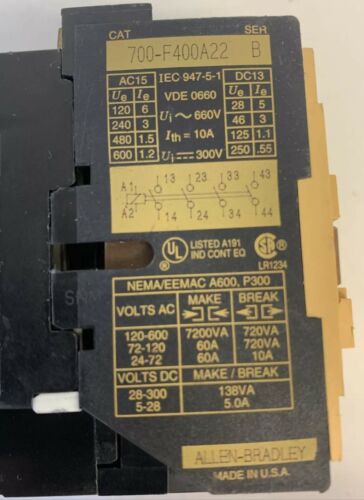 CAT SER
700-F400A22 B
AC15 IEC 947-5-1 DC13
Ue Ie VDE 0660 Ue Ie
120 6 Ui ~ 660V 28 5
240 3 Ith = 10A 46 3
480 1.5 Ui ⎓ 300V 125 1.1
600 1.2 250 .55
A1 13 23 33 43
A2 14 24 34 44
UL LISTED A191
IND CONT EQ
LR1234
NEMA/EEMAC A600, P300
VOLTS AC MAKE BREAK
120-600 7200VA 720VA
72-120 60A 720VA
24-72 60A 10A
VOLTS DC MAKE / BREAK
28-300 138VA
5-28 5.0A
ALLEN-BRADLEY
MADE IN U.S.A.